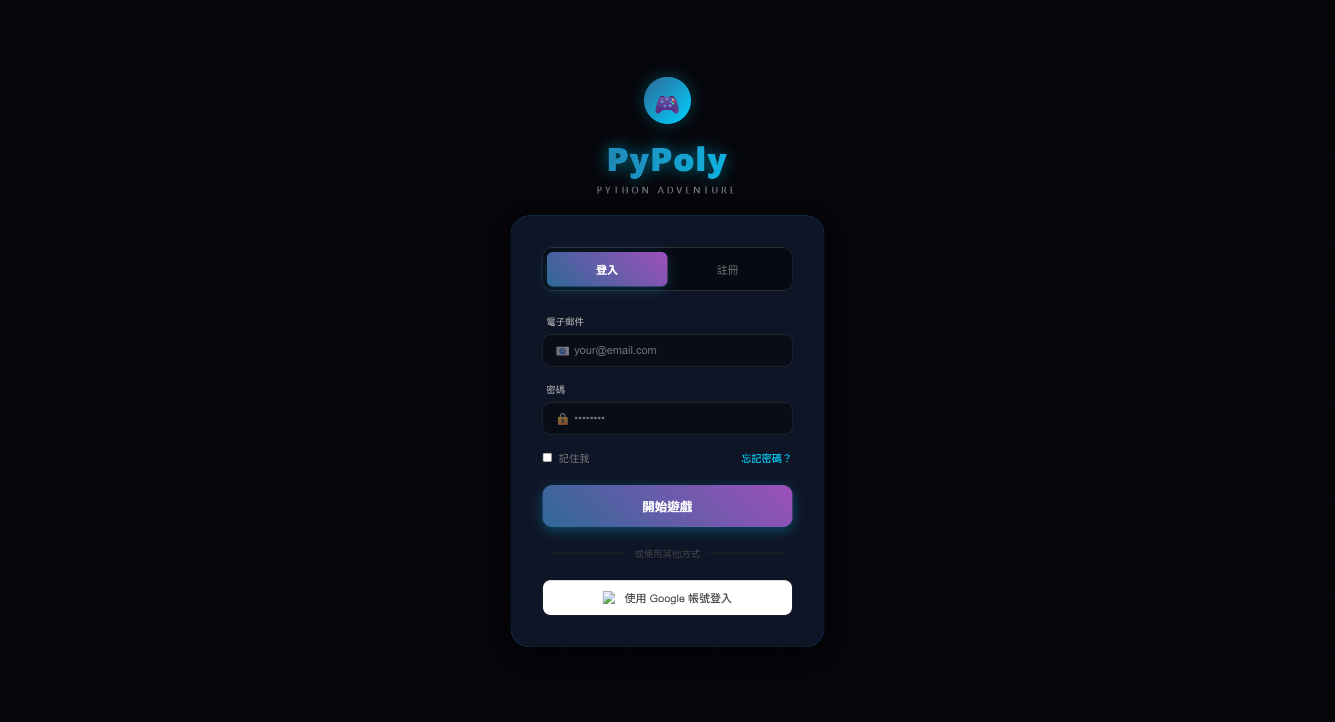 PyPoly
PYTHON ADVENTURE
登入
註冊
電子郵件
your@email.com
密碼
••••••••
記住我
忘記密碼？
開始遊戲
或使用其他方式
使用 Google 帳號登入